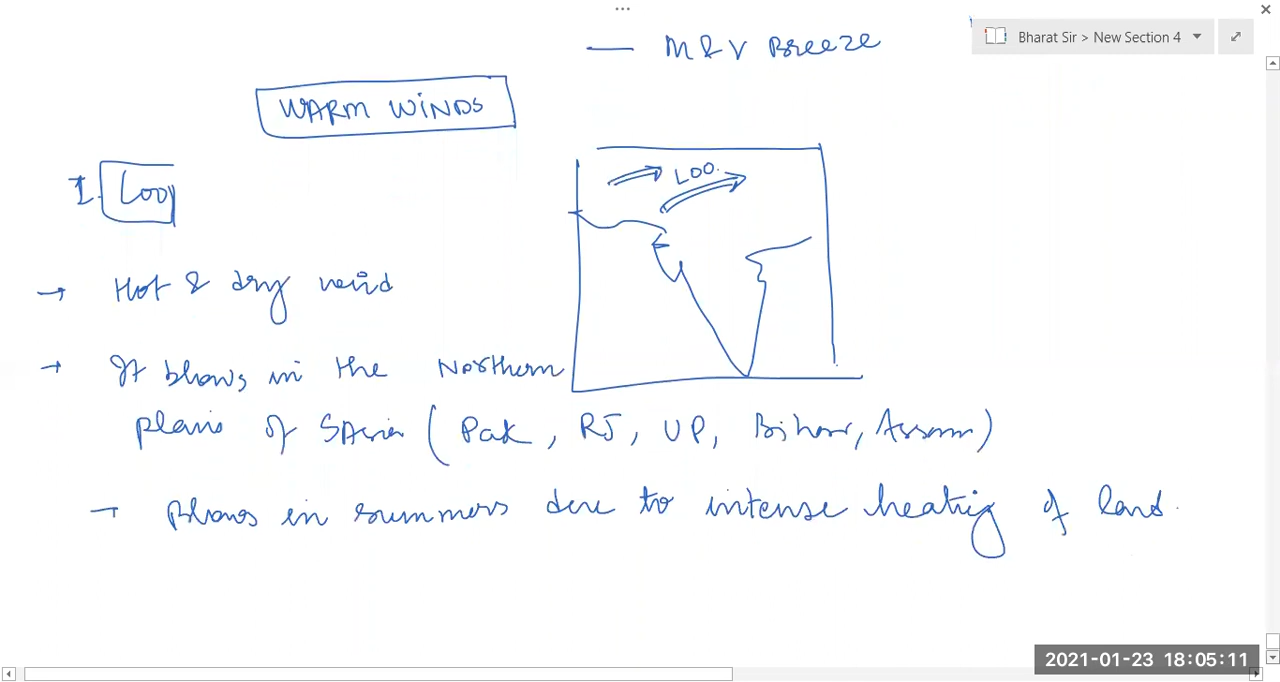 ...
Bharat Sir > New Section 4
— M & V Breeze
WARM WINDS
I. Loo
LOO.
→ Hot & dry wind
→ It blows in the Northern
plains of SAsia (Pak, RJ, UP, Bihar, Assam)
→ Blows in summers due to intense heating of land.
2021-01-23 18:05:11